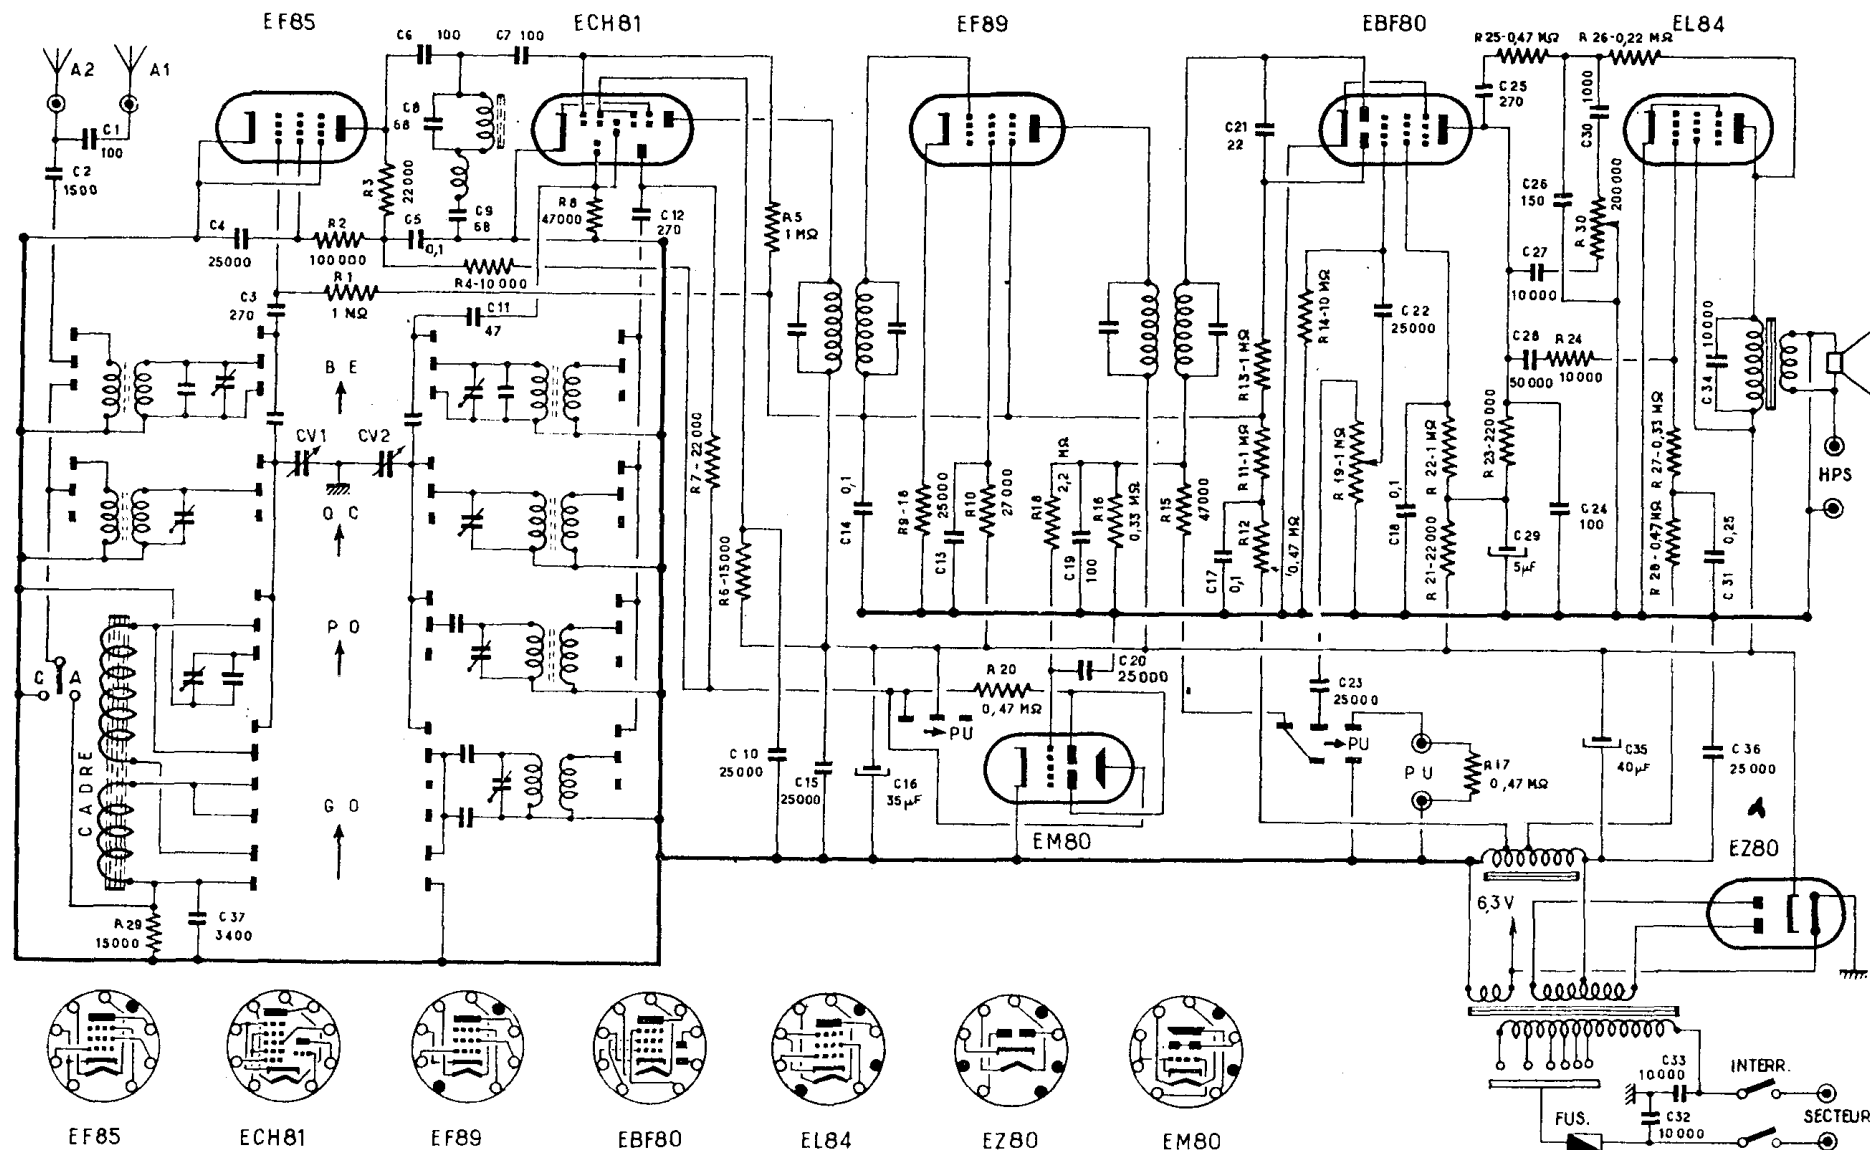 EF85
ECH81
EF89
EBF80
EL84
A2
A1
C1
100
C2
1500
C6 100
C7 100
C8
68
R3
22000
C9
68
R8
47000
C12
270
R5
1 MΩ
C4
25000
R2
100000
C5
0,1
R4-10000
R1
1 MΩ
C3
270
C11
47
C21
22
R25-0,47 MΩ
R26-0,22 MΩ
C25
270
C30
1000
C26
150
R30
200000
C27
10000
R14-10 MΩ
C22
25000
C28
50000
R24
10000
C34
10000
HPS
BE
CV1
CV2
OC
PO
GO
CADRE
C
A
R29
15000
C37
3400
R7-22000
R6-15000
C14
0,1
R9-18
C13
25000
R10
27000
R18
2,2 MΩ
C19
100
R16
0,33 MΩ
R15
47000
R13-1 MΩ
R11-1 MΩ
C17
0,1
R12
0,47 MΩ
R19-1 MΩ
C18
0,1
R22-1 MΩ
R21-22000
R23-220000
C24
100
C29
5µF
R27-0,33 MΩ
R28-0,47 MΩ
C31
0,25
C10
25000
C15
25000
C16
35µF
R20
0,47 MΩ
PU
C20
25000
EM80
C23
25000
PU
PU
R17
0,47 MΩ
C35
40µF
C36
25000
EZ80
6,3V
C33
10000
INTERR.
C32
10000
FUS.
SECTEUR
EF85
ECH81
EF89
EBF80
EL84
EZ80
EM80